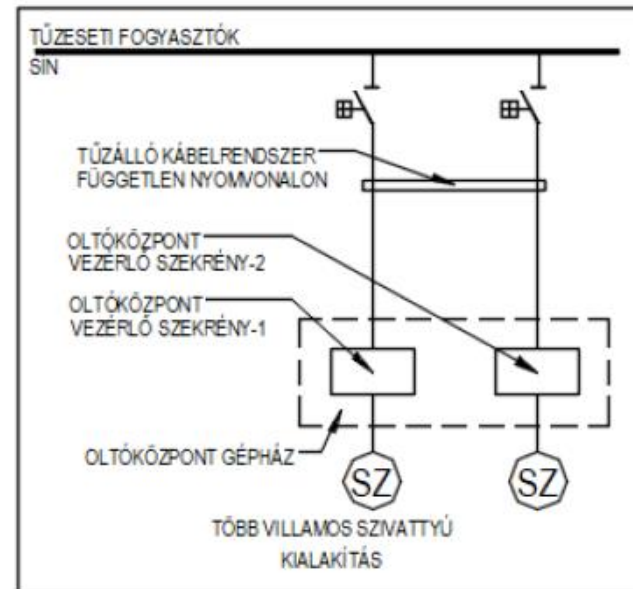 TŰZESETI FOGYASZTÓK
SÍN
TŰZÁLLÓ KÁBELRENDSZER
FÜGGETLEN NYOMVONALON
OLTÓKÖZPONT
VEZÉRLŐ SZEKRÉNY-2
OLTÓKÖZPONT
VEZÉRLŐ SZEKRÉNY-1
OLTÓKÖZPONT GÉPHÁZ
SZ
SZ
TÖBB VILLAMOS SZIVATTYÚ
KIALAKÍTÁS